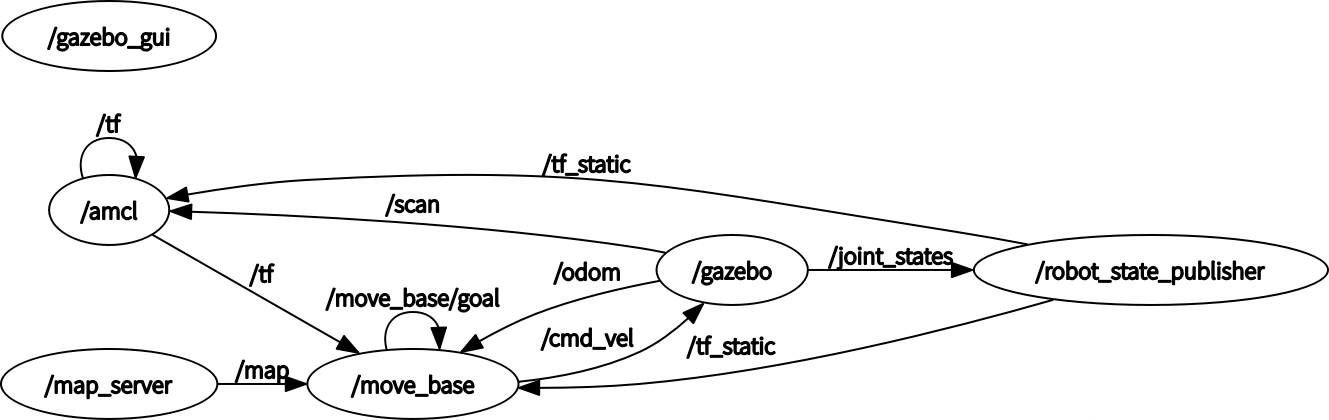 /gazebo_gui
/tf
/tf_static
/scan
/amcl
/joint_states
/gazebo
/robot_state_publisher
/tf
/odom
/move_base/goal
/cmd_vel
/tf_static
/map
/map_server
/move_base